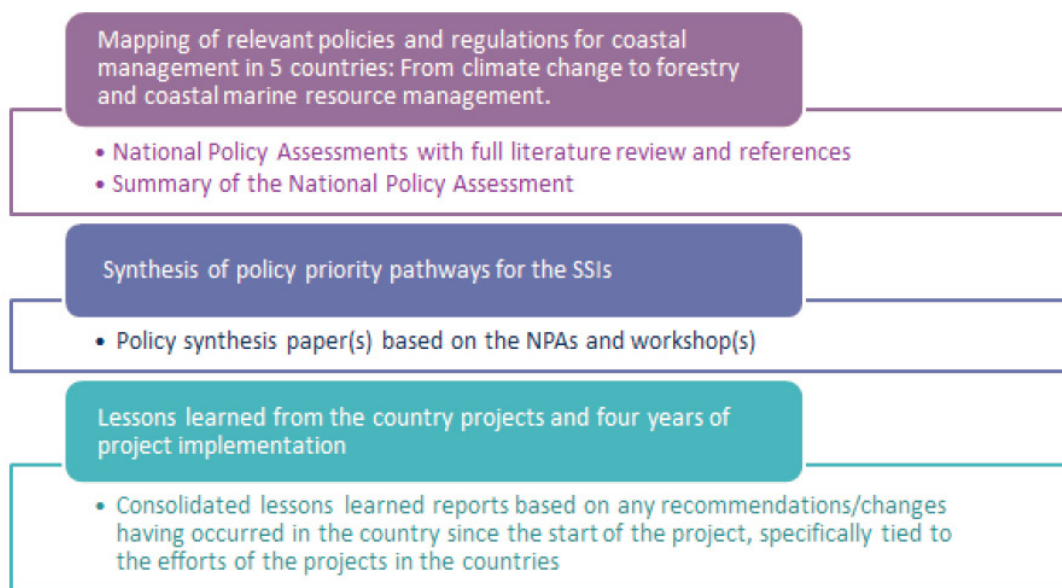 Mapping of relevant policies and regulations for coastal
management in 5 countries: From climate change to forestry
and coastal marine resource management.
• National Policy Assessments with full literature review and references
• Summary of the National Policy Assessment
Synthesis of policy priority pathways for the SSIs
• Policy synthesis paper(s) based on the NPAs and workshop(s)
Lessons learned from the country projects and four years of
project implementation
• Consolidated lessons learned reports based on any recommendations/changes
having occurred in the country since the start of the project, specifically tied to
the efforts of the projects in the countries